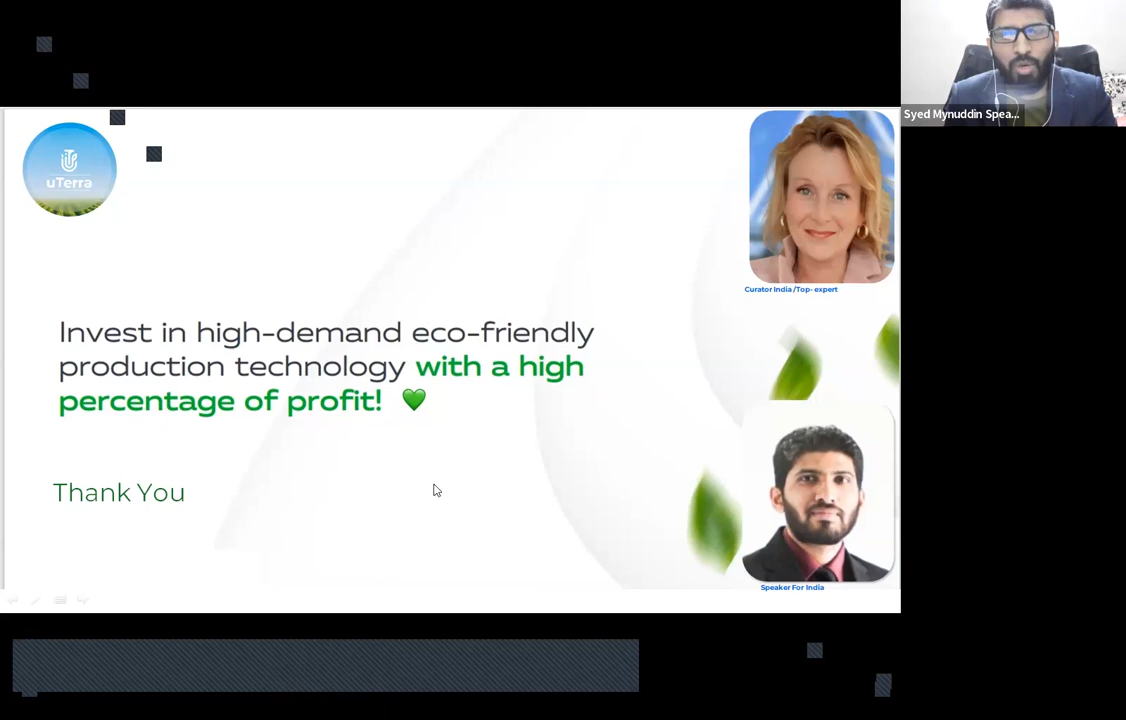 Syed Mynuddin Spea...
uTerra
Curator India /Top- expert
Invest in high-demand eco-friendly
production technology with a high
percentage of profit! 💚
Thank You
Speaker For India